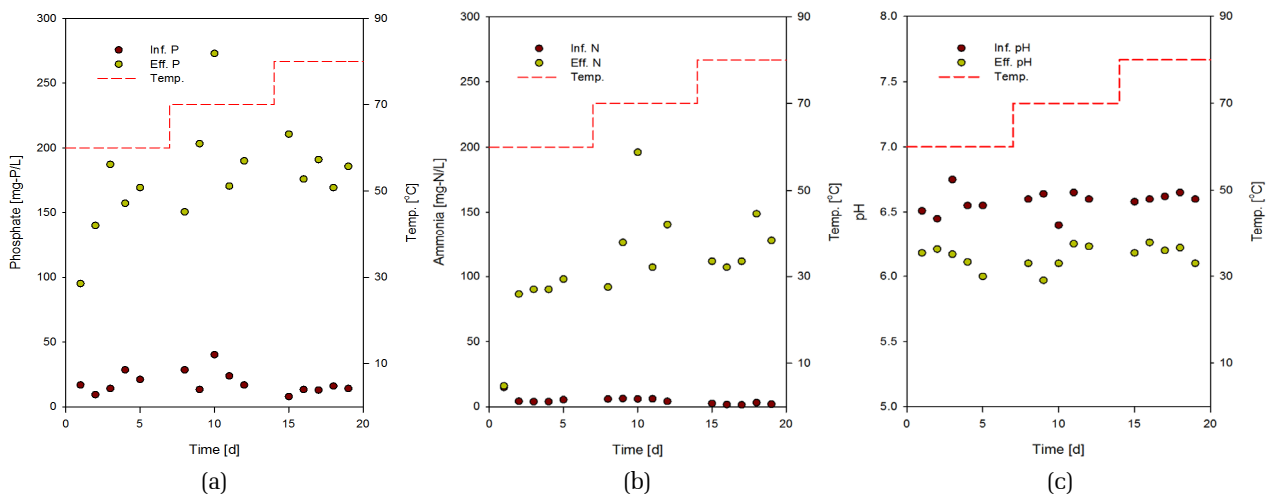 300
250
200
150
100
50
0
Phosphate [mg-P/L]
Inf. P
Eff. P
Temp.
90
70
50
30
10
Temp. [°C]
0
5
10
15
20
Time [d]
(a)
300
250
200
150
100
50
0
Ammonia [mg-N/L]
Inf. N
Eff. N
Temp.
90
70
50
30
10
Temp. [°C]
0
5
10
15
20
Time [d]
(b)
8.0
7.5
7.0
6.5
6.0
5.5
5.0
pH
Inf. pH
Eff. pH
Temp.
90
70
50
30
10
Temp. [°C]
0
5
10
15
20
Time [d]
(c)